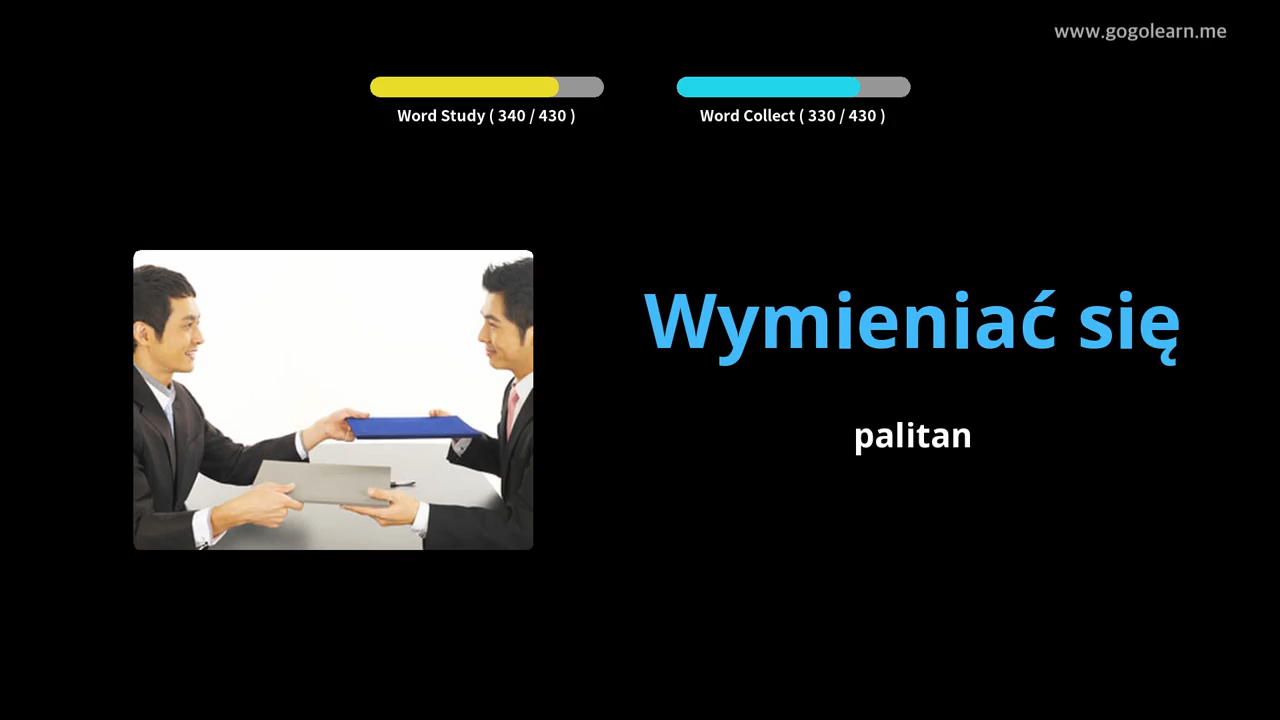 www.gogolearn.me
Word Study ( 340 / 430 )
Word Collect ( 330 / 430 )
Wymieniać się
palitan